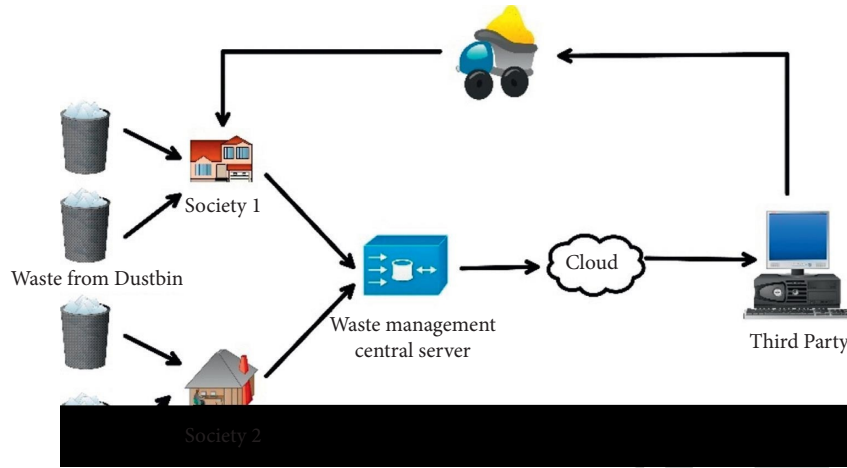 Society 1
Waste from Dustbin
Cloud
Waste management
central server
Third Party
Society 2